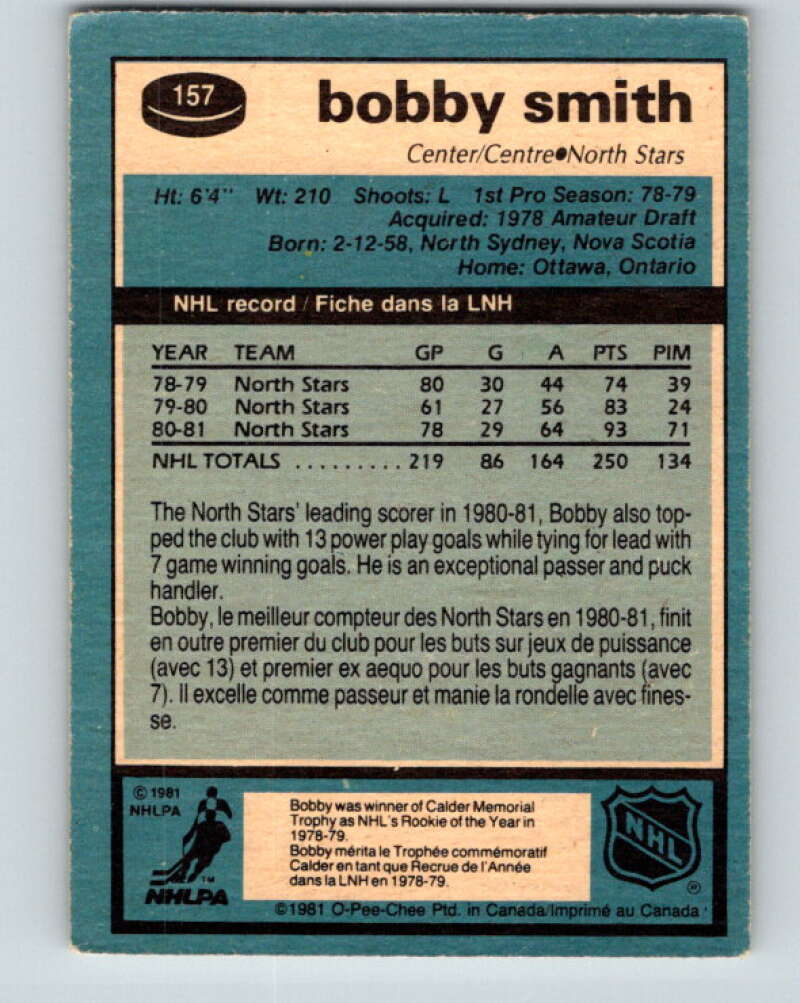 157
bobby smith
Center/Centre●North Stars
Ht: 6'4" Wt: 210 Shoots: L 1st Pro Season: 78-79
Acquired: 1978 Amateur Draft
Born: 2-12-58, North Sydney, Nova Scotia
Home: Ottawa, Ontario
NHL record / Fiche dans la LNH
YEAR TEAM GP G A PTS PIM
78-79 North Stars 80 30 44 74 39
79-80 North Stars 61 27 56 83 24
80-81 North Stars 78 29 64 93 71
NHL TOTALS ......... 219 86 164 250 134
The North Stars' leading scorer in 1980-81, Bobby also top-
ped the club with 13 power play goals while tying for lead with
7 game winning goals. He is an exceptional passer and puck
handler.
Bobby, le meilleur compteur des North Stars en 1980-81, finit
en outre premier du club pour les buts sur jeux de puissance
(avec 13) et premier ex aequo pour les buts gagnants (avec
7). Il excelle comme passeur et manie la rondelle avec fines-
se.
© 1981
NHLPA
TM
NHLPA
Bobby was winner of Calder Memorial
Trophy as NHL's Rookie of the Year in
1978-79.
Bobby mérita le Trophée commémoratif
Calder en tant que Recrue de l'Année
dans la LNH en 1978-79.
NHL
®
©1981 O-Pee-Chee Ptd. in Canada/Imprimé au Canada